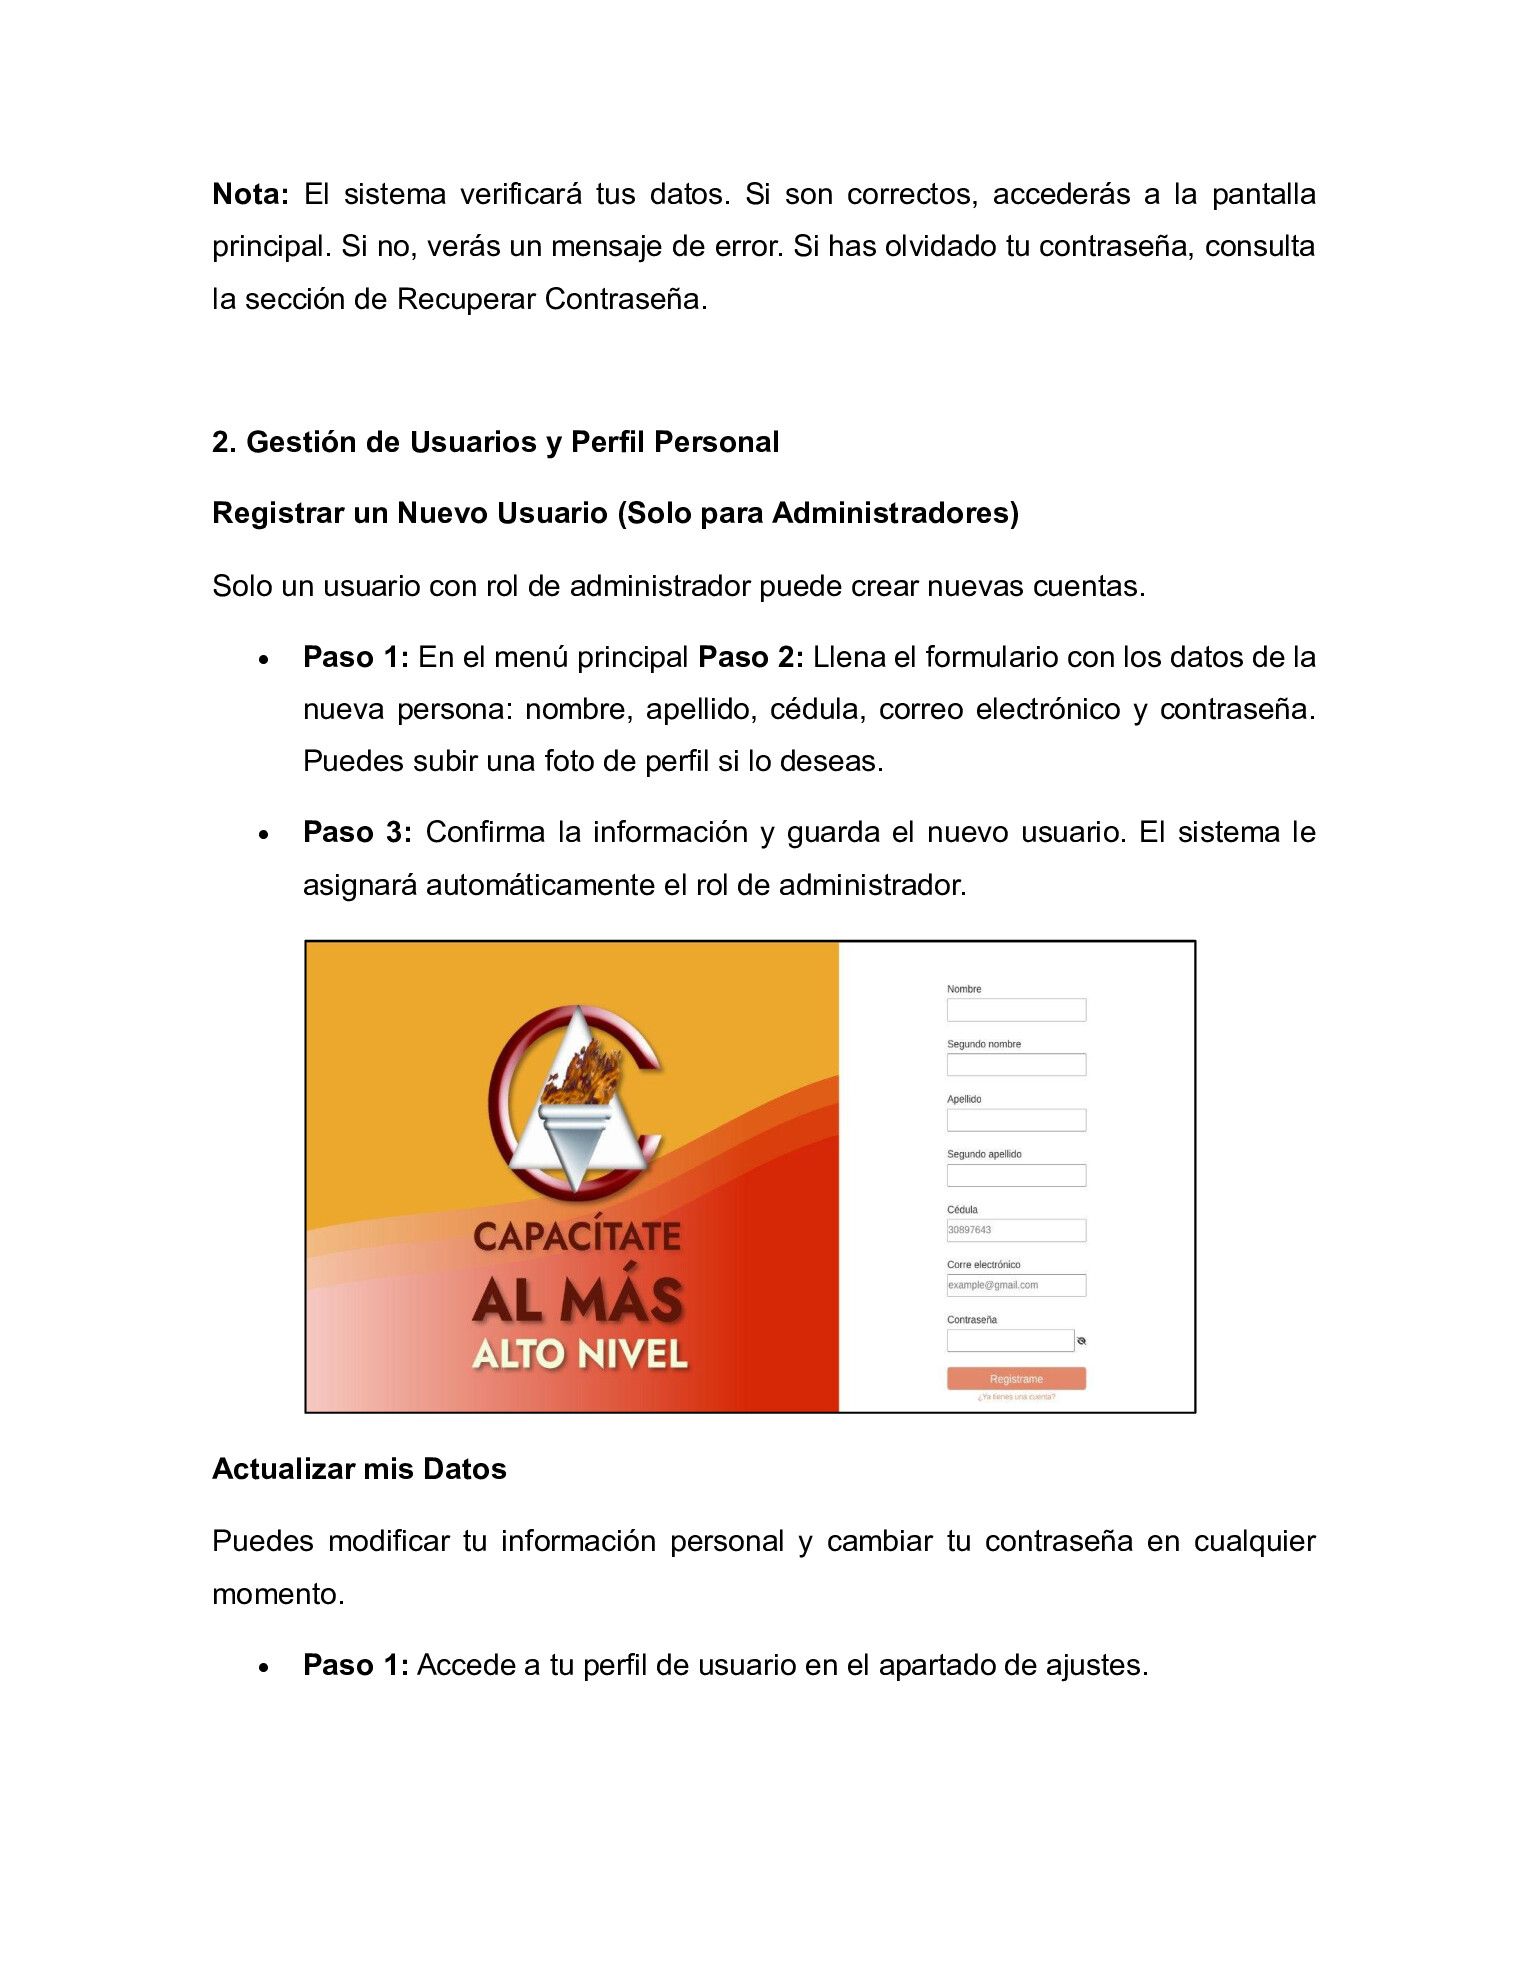 Nota: El sistema verificará tus datos. Si son correctos, accederás a la pantalla
principal. Si no, verás un mensaje de error. Si has olvidado tu contraseña, consulta
la sección de Recuperar Contraseña.
2. Gestión de Usuarios y Perfil Personal
Registrar un Nuevo Usuario (Solo para Administradores)
Solo un usuario con rol de administrador puede crear nuevas cuentas.
• Paso 1: En el menú principal Paso 2: Llena el formulario con los datos de la
nueva persona: nombre, apellido, cédula, correo electrónico y contraseña.
Puedes subir una foto de perfil si lo deseas.
• Paso 3: Confirma la información y guarda el nuevo usuario. El sistema le
asignará automáticamente el rol de administrador.
CAPACÍTATE
AL MÁS
ALTO NIVEL
Nombre
Segundo nombre
Apellido
Segundo apellido
Cédula
30897643
Corre electrónico
example@gmail.com
Contraseña
Registrame
¿Ya tienes una cuenta?
Actualizar mis Datos
Puedes modificar tu información personal y cambiar tu contraseña en cualquier
momento.
• Paso 1: Accede a tu perfil de usuario en el apartado de ajustes.